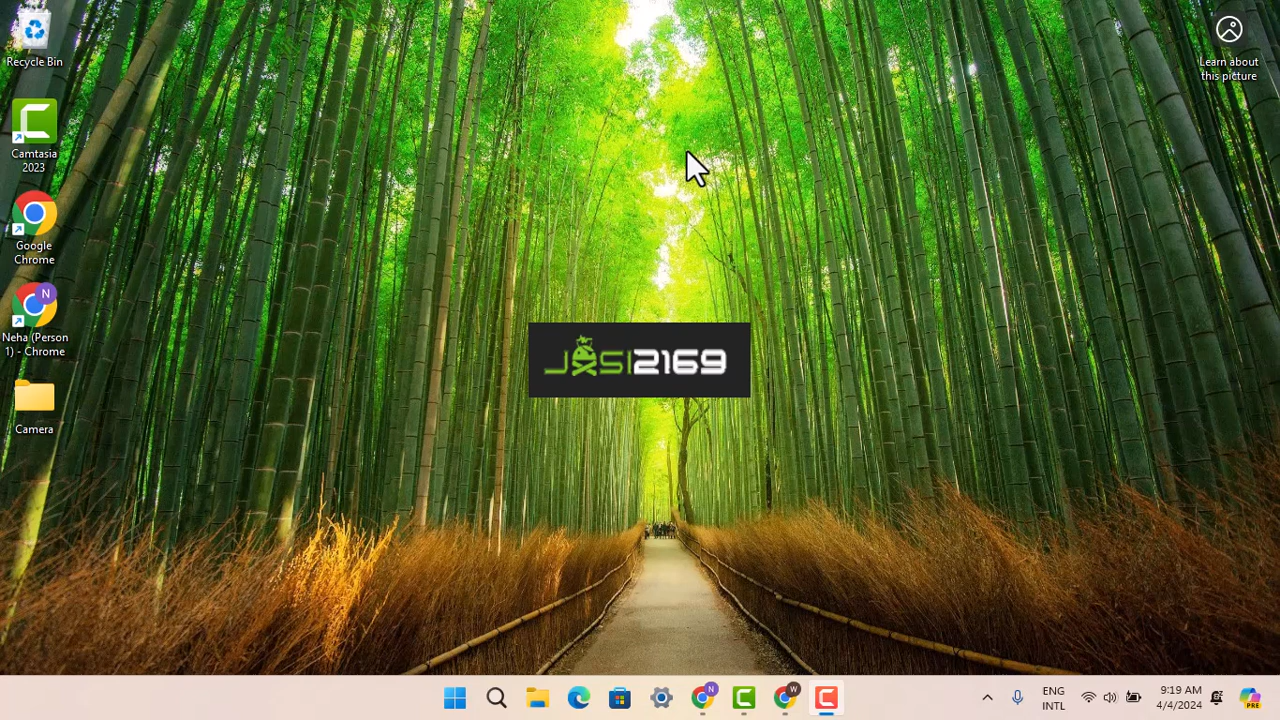 Recycle Bin
Camtasia
2023
Google
Chrome
N
Neha (Person
1) - Chrome
Camera
Learn about
this picture
JASI2169
N
W
ENG
INTL
9:19 AM
4/4/2024
PRE